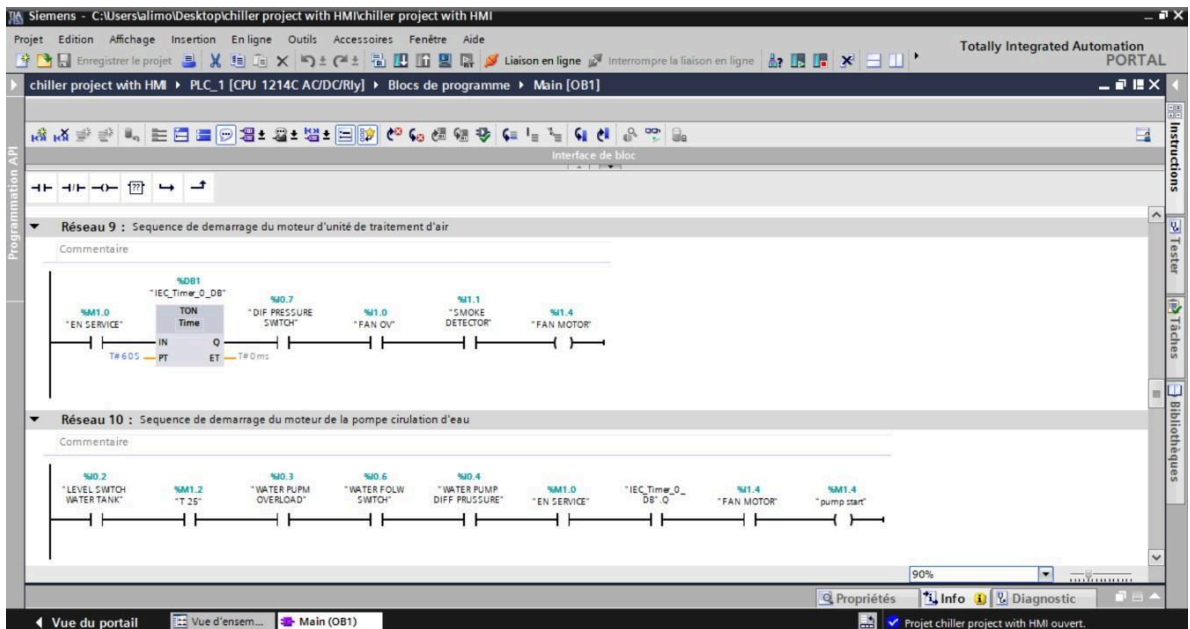 Siemens - C:\Users\alimo\Desktop\chiller project with HMI\chiller project with HMI
Projet Edition Affichage Insertion En ligne Outils Accessoires Fenêtre Aide
Totally Integrated Automation
PORTAL
Enregistrer le projet
Liaison en ligne
Interrompre la liaison en ligne
chiller project with HMI ▸ PLC_1 [CPU 1214C AC/DC/Rly] ▸ Blocs de programme ▸ Main [OB1]
Interface de bloc
Programmation API
Instructions
Tester
Tâches
Bibliothèques
Réseau 9 : Sequence de demarrage du moteur d'unité de traitement d'air
Commentaire
%DB1
"IEC_Timer_0_DB"
%M1.0
"EN SERVICE"
TON
Time
IN Q
T#60S PT ET T#0ms
%I0.7
"DIF PRESSURE
SWITCH"
%I1.0
"FAN OV"
%I1.1
"SMOKE
DETECTOR"
"FAN MOTOR"
Réseau 10 : Sequence de demarrage du moteur de la pompe cirulation d'eau
Commentaire
%I0.2
"LEVEL SWITCH
WATER TANK"
%M1.2
"T 25"
%I0.3
"WATER PUPM
OVERLOAD"
%I0.6
"WATER FOLW
SWITCH"
%I0.4
"WATER PUMP
DIFF PRUSSURE"
%M1.0
"EN SERVICE"
"IEC_Timer_0_
DB".Q
"FAN MOTOR"
%M1.4
"pump start"
90%
Propriétés
Info
Diagnostic
Vue du portail
Vue d'ensem...
Main (OB1)
Projet chiller project with HMI ouvert.